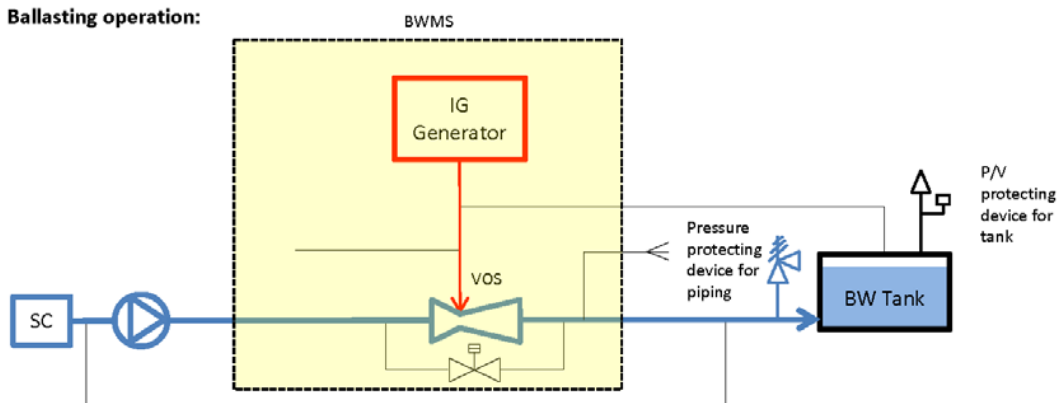 Ballasting operation:
BWMS
IG
Generator
P/V
protecting
device for
tank
Pressure
protecting
device for
piping
VOS
SC
BW Tank